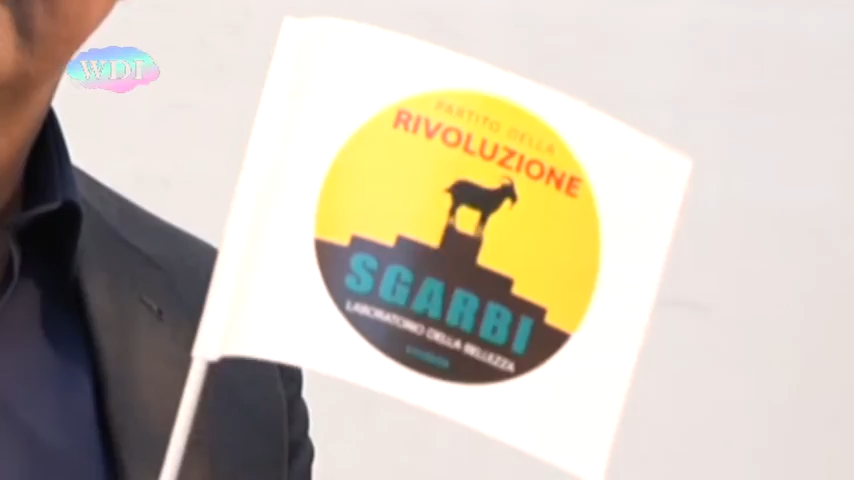 WDI
PARTITO DELLA
RIVOLUZIONE
SGARBI
LABORATORIO DELLA BELLEZZA